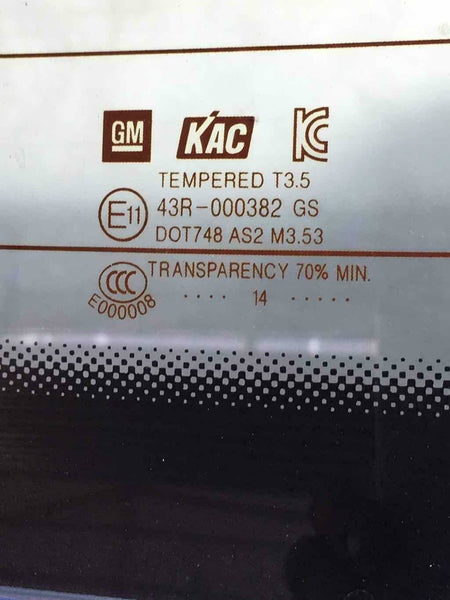 GM KAC KC
TEMPERED T3.5
E11 43R-000382 GS
DOT748 AS2 M3.53
CCC TRANSPARENCY 70% MIN.
E000008 .... 14 .....